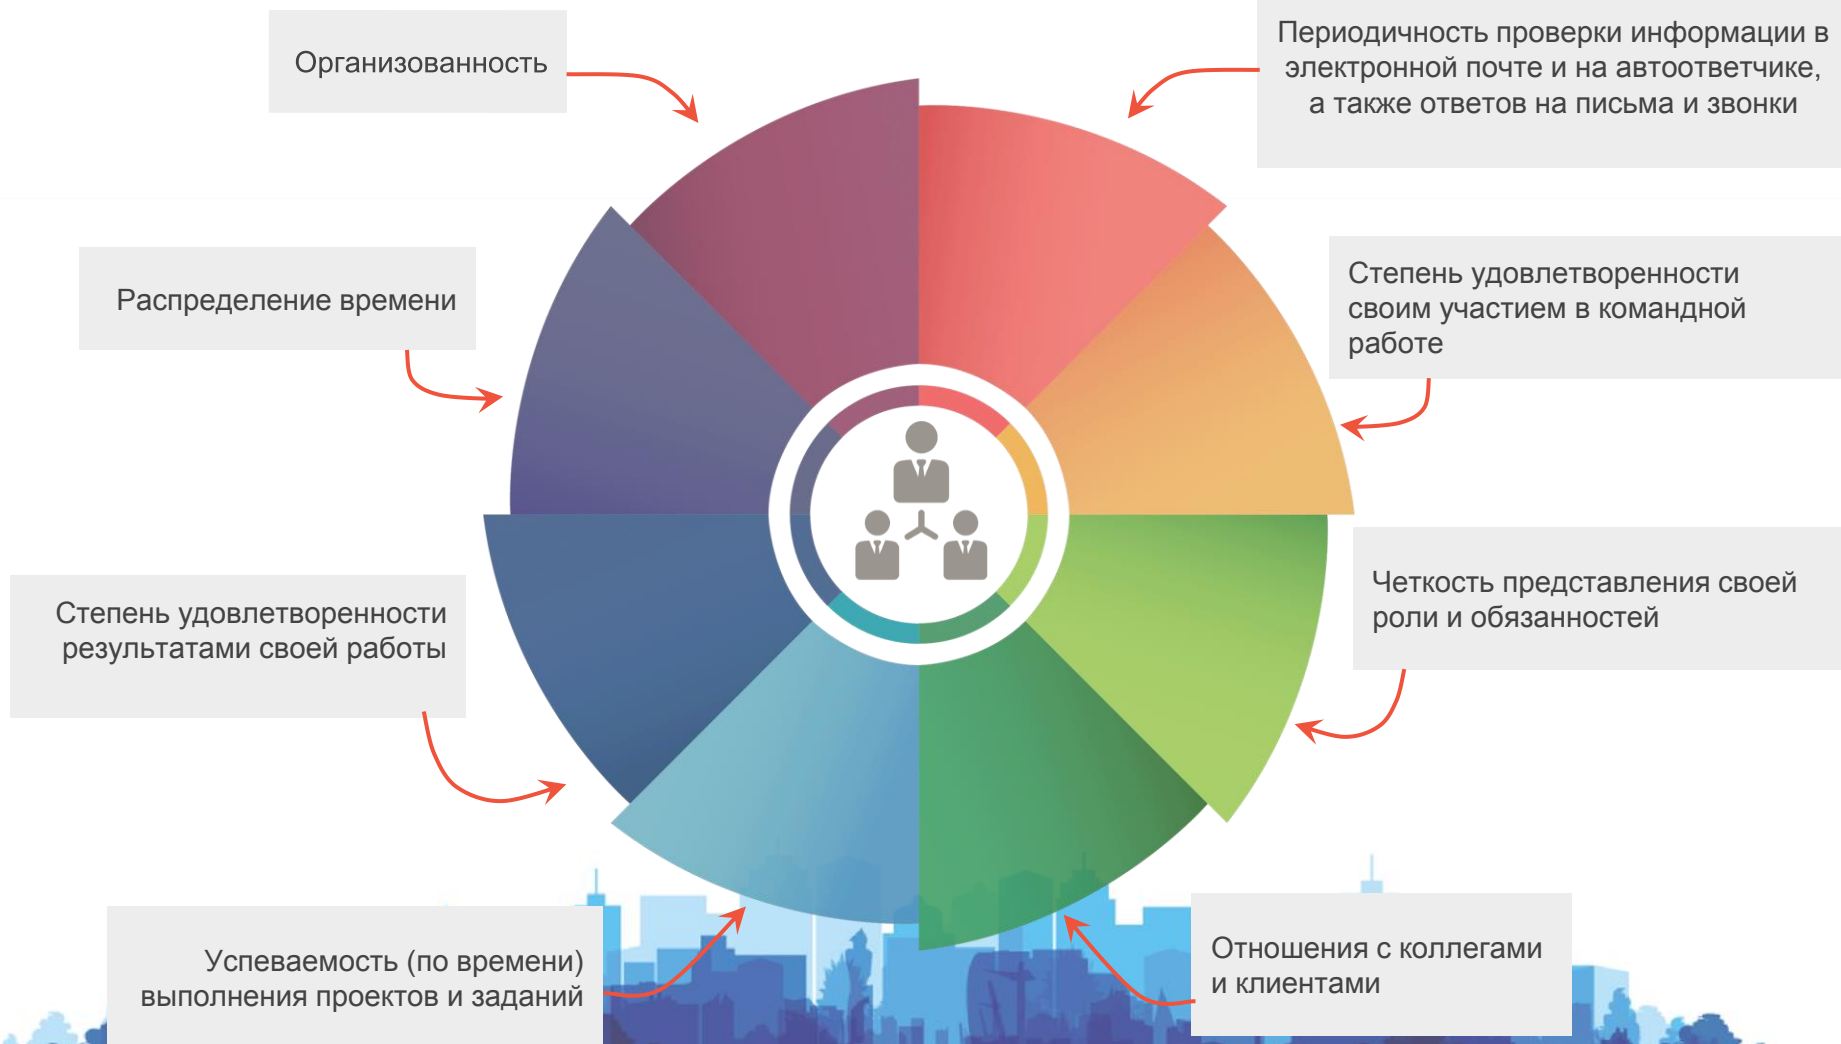 Организованность
Периодичность проверки информации в
электронной почте и на автоответчике,
а также ответов на письма и звонки
Распределение времени
Степень удовлетворенности
своим участием в командной
работе
Степень удовлетворенности
результатами своей работы
Четкость представления своей
роли и обязанностей
Успеваемость (по времени)
выполнения проектов и заданий
Отношения с коллегами
и клиентами